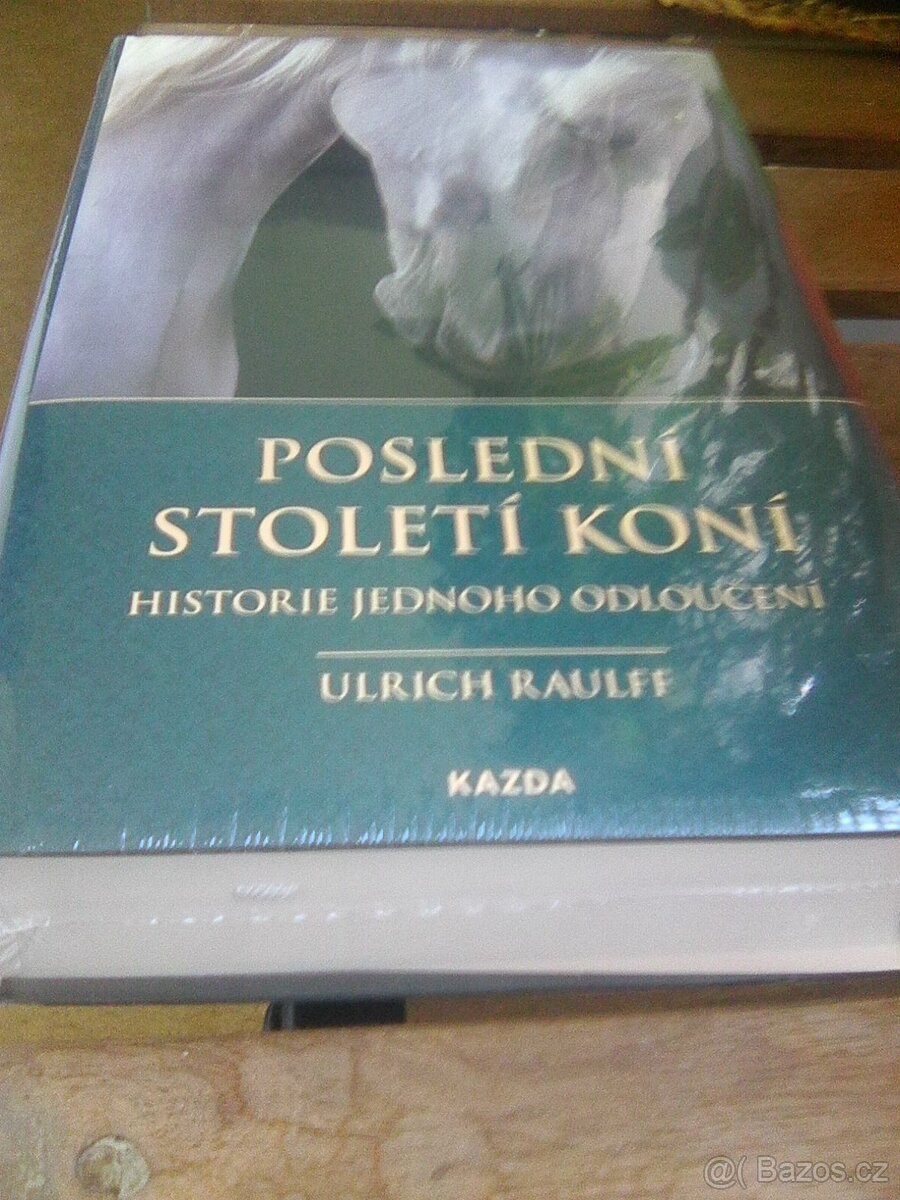 POSLEDNÍ
STOLETÍ KONÍ
HISTORIE JEDNOHO ODLOUČENÍ
ULRICH RAULFF
KAZDA
@( Bazos.cz